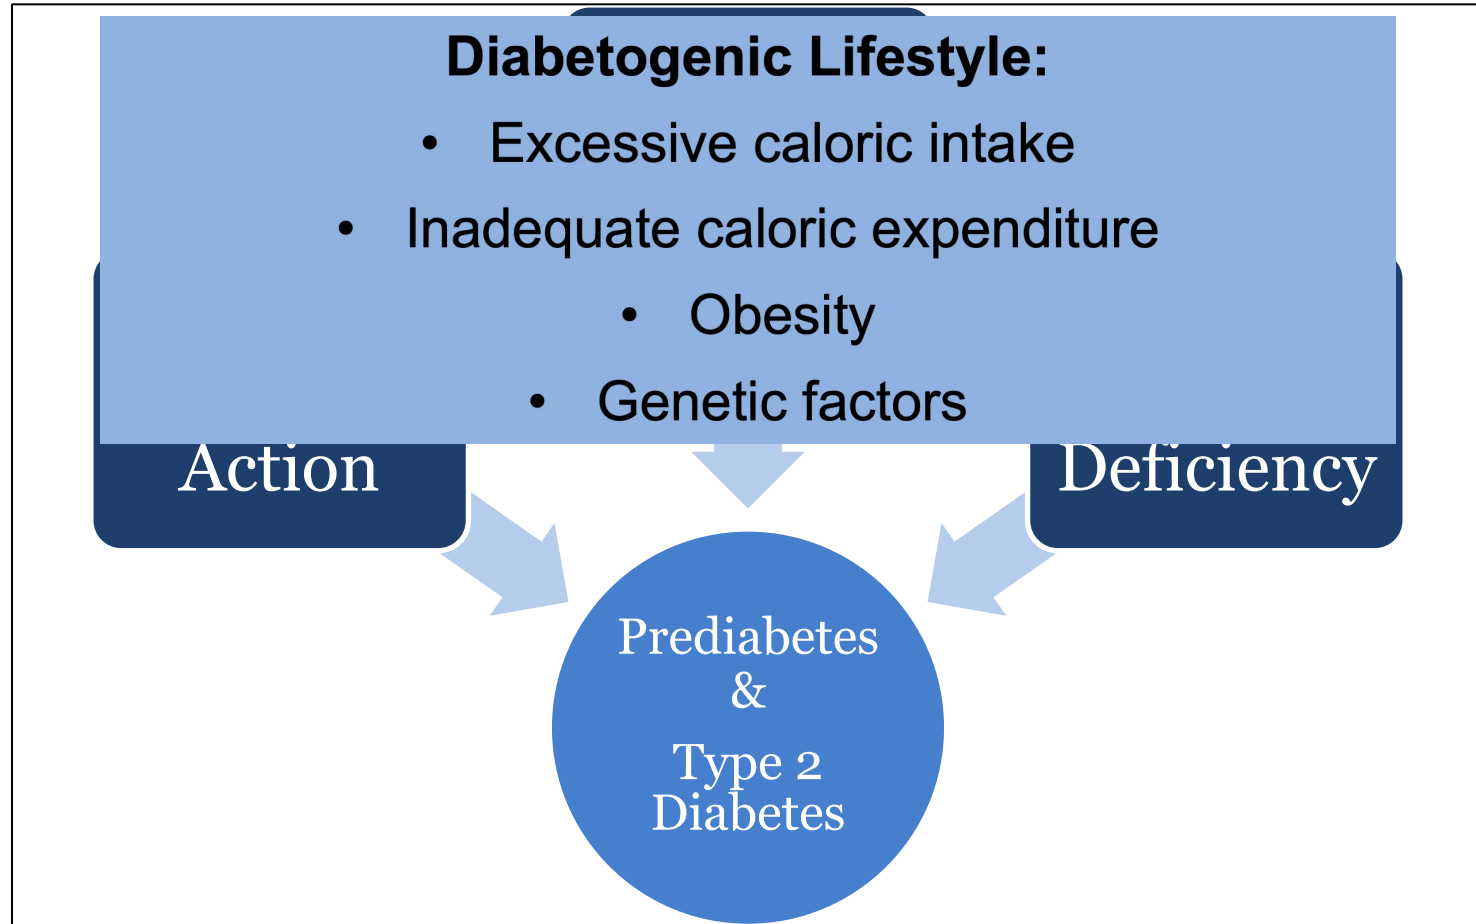 Diabetogenic Lifestyle:
• Excessive caloric intake
• Inadequate caloric expenditure
• Obesity
• Genetic factors
Action
Deficiency
Prediabetes
&
Type 2
Diabetes